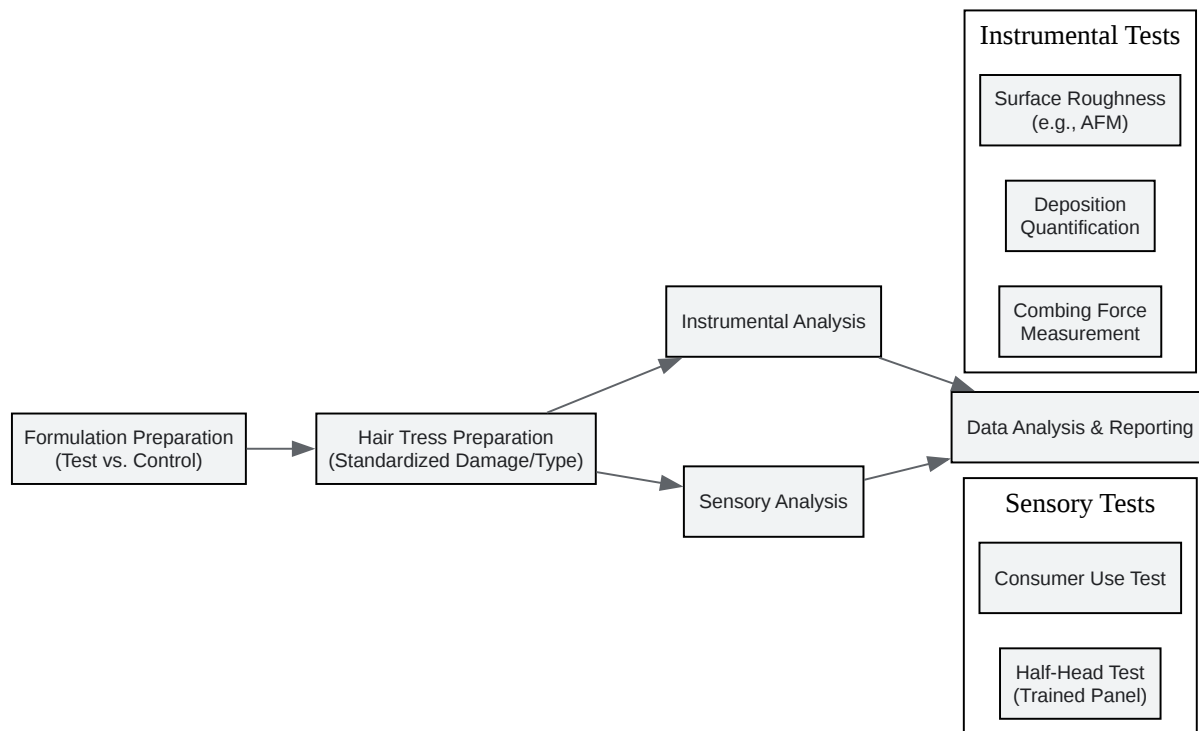 Formulation Preparation
(Test vs. Control)
Hair Tress Preparation
(Standardized Damage/Type)
Instrumental Analysis
Sensory Analysis
Instrumental Tests
Surface Roughness
(e.g., AFM)
Deposition
Quantification
Combing Force
Measurement
Data Analysis & Reporting
Sensory Tests
Consumer Use Test
Half-Head Test
(Trained Panel)